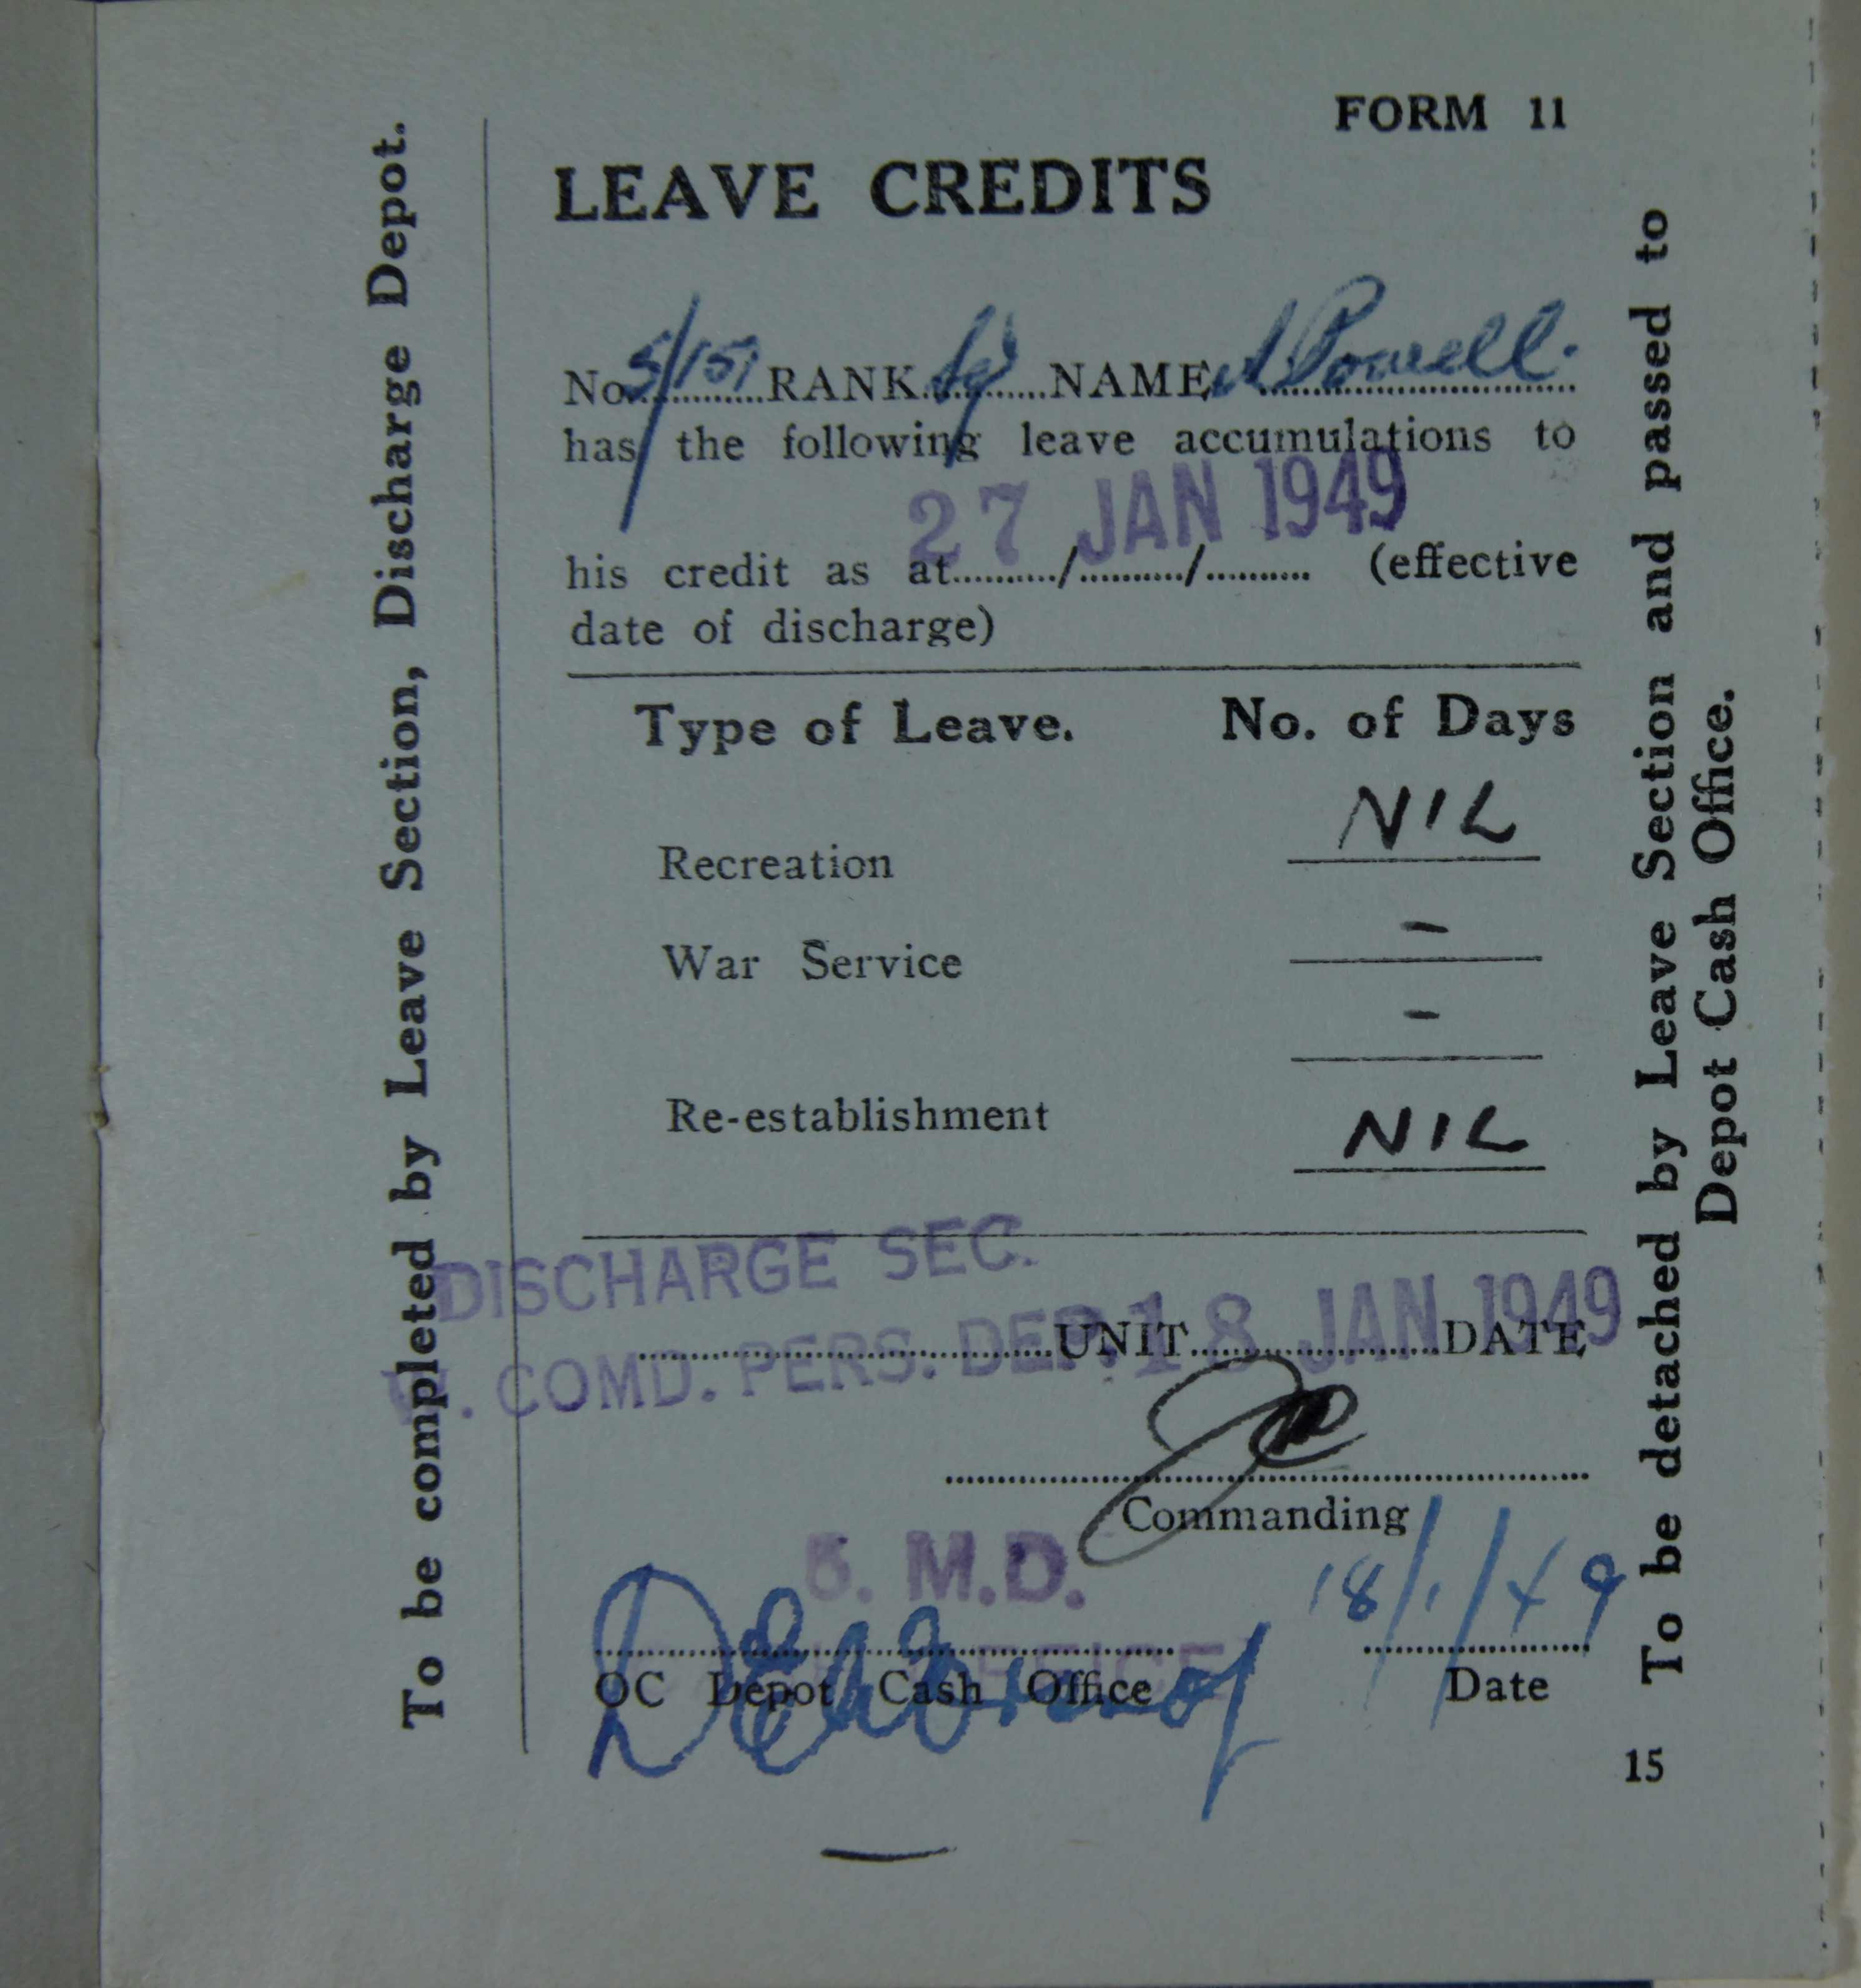 FORM 11
LEAVE CREDITS
No 5/151 RANK NAME Powell.
has the following leave accumulations to
27 JAN 1949
his credit as at........../........../.......... (effective
date of discharge)
Type of Leave. No. of Days
NIL
Recreation
-
War Service
-
Re-establishment NIL
DISCHARGE SEC.
UNIT 18 JAN 1949 DATE
W. COMD. PERS. DEP.
Commanding
5. M.D.
18/1/49
OC Depot Cash Office Date
15
To be completed by Leave Section, Discharge Depot.
To be detached by Leave Section and passed to
Depot Cash Office.